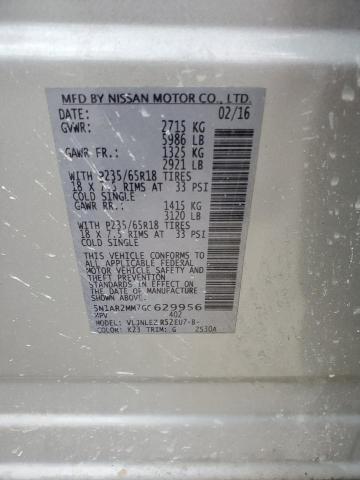 MFD BY NISSAN MOTOR CO., LTD.
DATE: 02/16
GVWR: 2715 KG
5986 LB
GAWR FR.: 1325 KG
2921 LB
WITH P235/65R18 TIRES
18 X 7.5 RIMS AT 33 PSI
COLD SINGLE
GAWR RR.: 1415 KG
3120 LB
WITH P235/65R18 TIRES
18 X 7.5 RIMS AT 33 PSI
COLD SINGLE
THIS VEHICLE CONFORMS TO
ALL APPLICABLE FEDERAL
MOTOR VEHICLE
SAFETY STANDARDS IN
EFFECT ON THE DATE OF
MANUFACTURE SHOWN
ABOVE.
5N1AR2MM7GC629956
MPV 402
MODEL: VLJNLEZ R52EU7-B-
COLOR: K23 TRIM: G 2530A